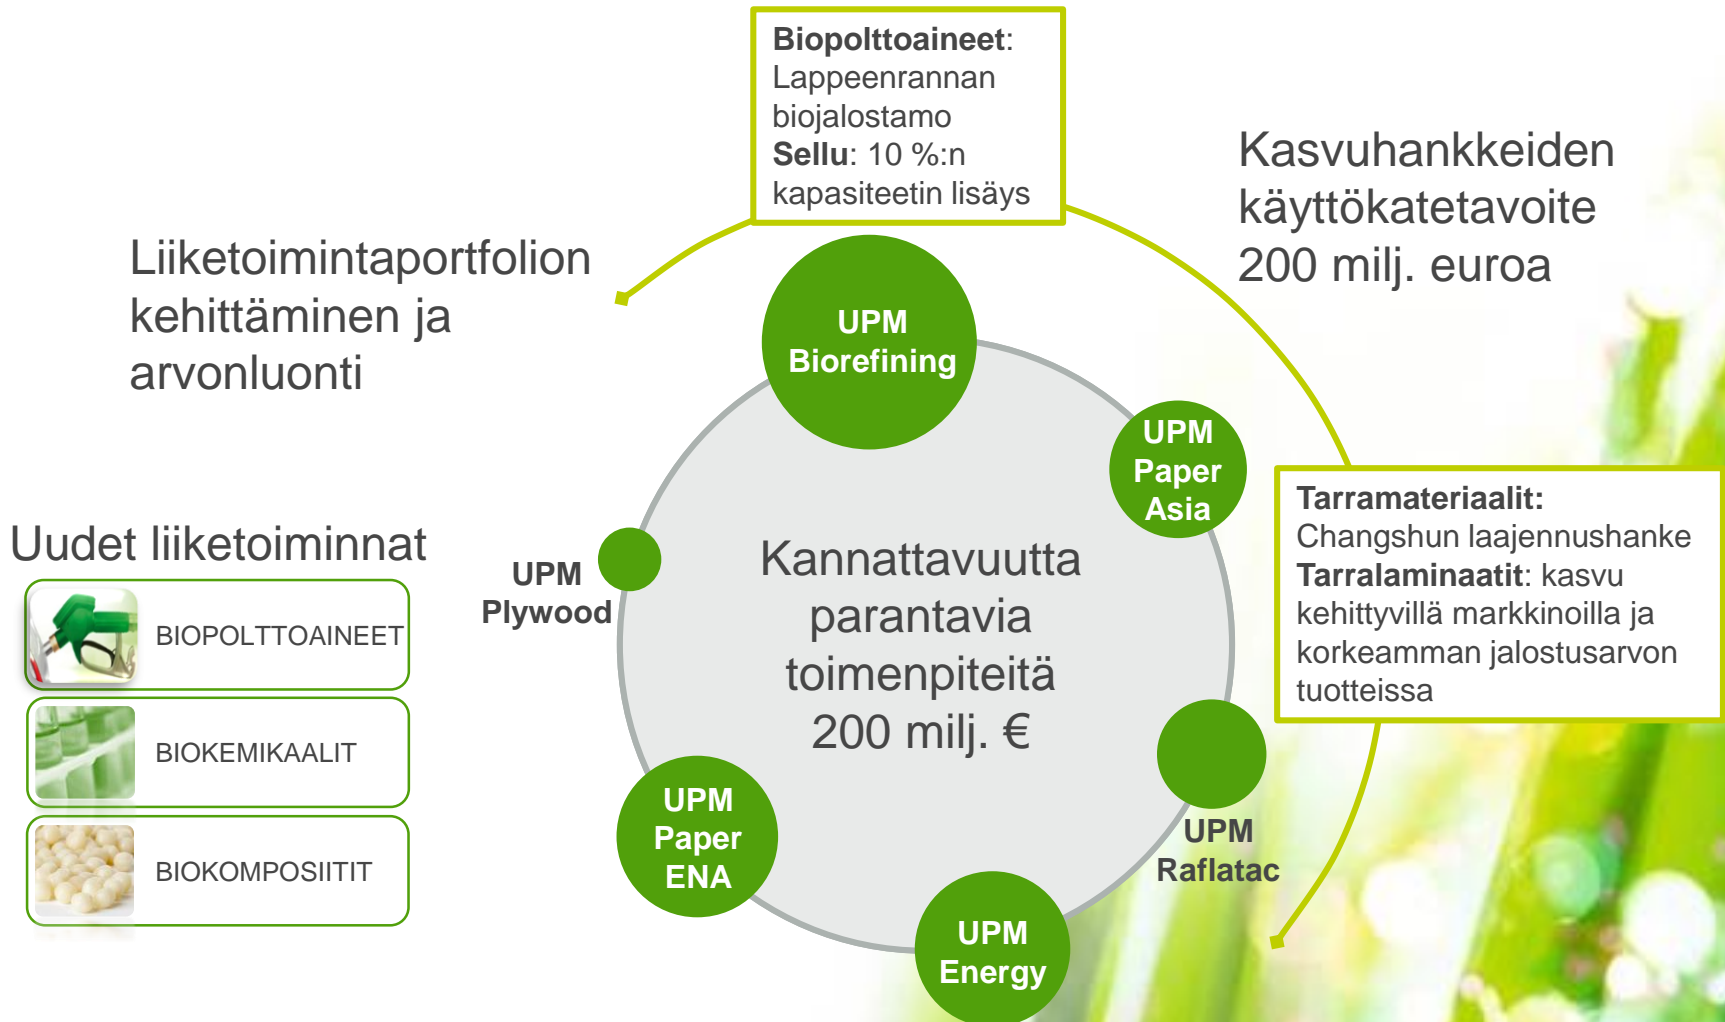 Biopolttoaineet:
Lappeenrannan
biojalostamo
Sellu: 10 %:n
kapasiteetin lisäys
Kasvuhankkeiden
käyttökatetavoite
200 milj. euroa
Liiketoimintaportfolion
kehittäminen ja
arvonluonti
UPM
Biorefining
UPM
Paper
Asia
Tarramateriaalit:
Changshun laajennushanke
Tarralaminaatit: kasvu
kehittyvillä markkinoilla ja
korkeamman jalostusarvon
tuotteissa
Uudet liiketoiminnat
BIOPOLTTOAINEET
BIOKEMIKAALIT
BIOKOMPOSIITIT
UPM
Plywood
Kannattavuutta
parantavia
toimenpiteitä
200 milj. €
UPM
Paper
ENA
UPM
Raflatac
UPM
Energy